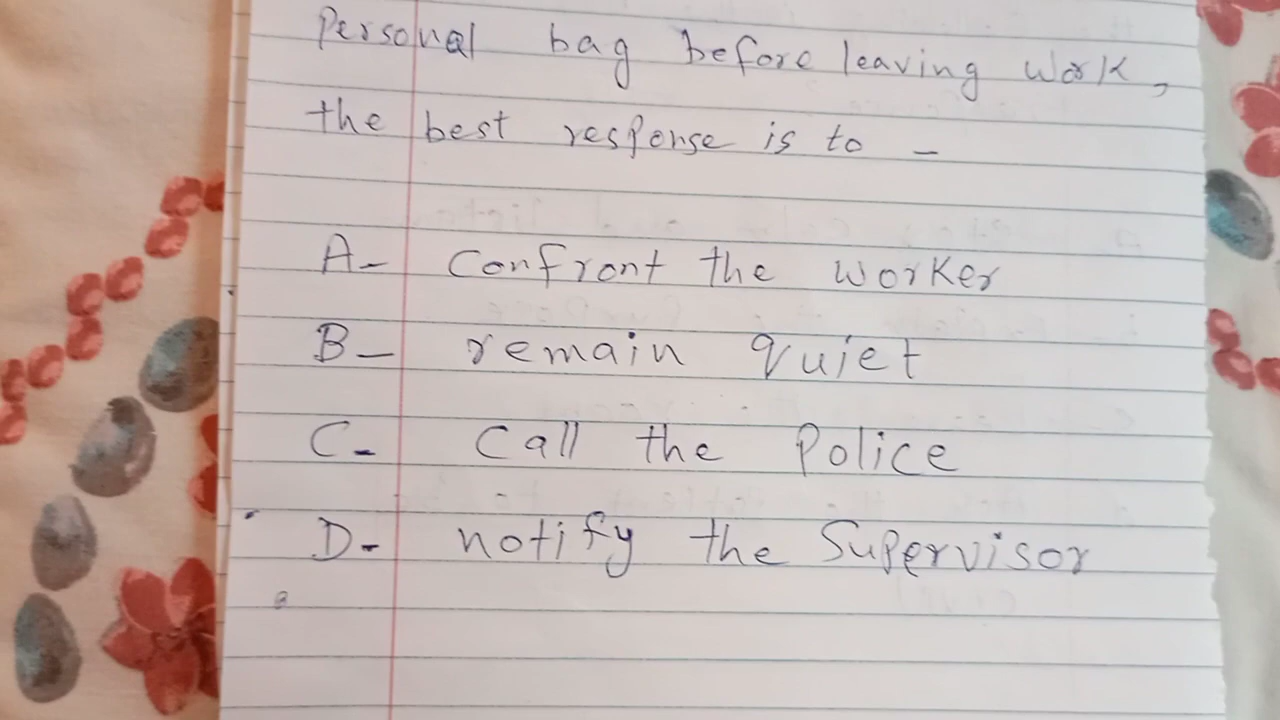 Personal bag before leaving work,
the best response is to -
A- Confront the worker
B- remain quiet
C- Call the Police
D- notify the Supervisor